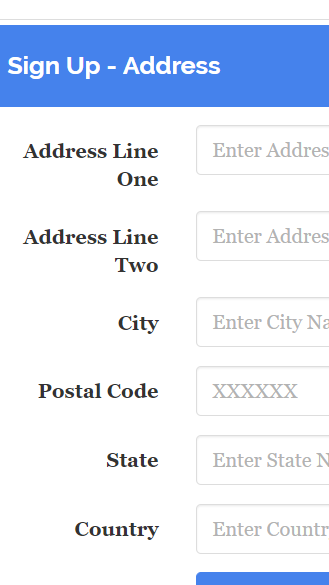 Sign Up - Address
Address Line One
Enter Addres
Address Line Two
Enter Addres
City
Enter City Na
Postal Code
XXXXXX
State
Enter State N
Country
Enter Countr